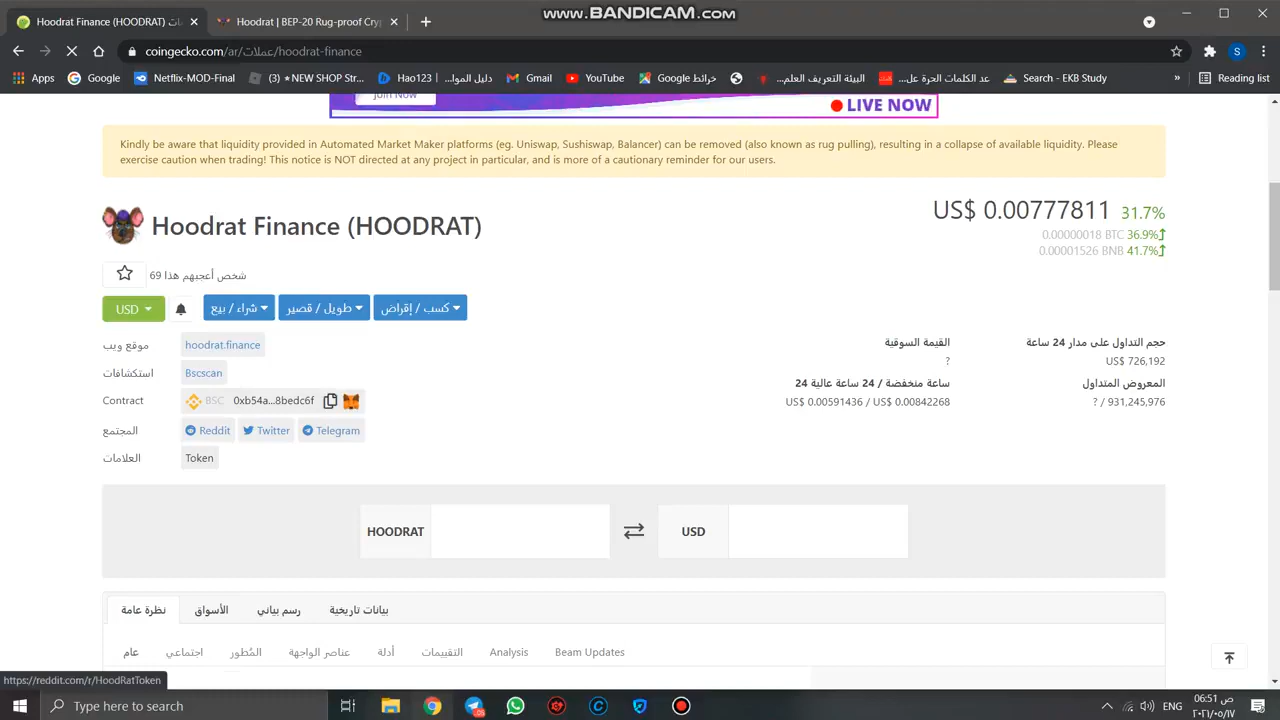 www.BANDICAM.com
Hoodrat Finance (HOODRAT)
Hoodrat | BEP-20 Rug-proof Cry
coingecko.com/ar/عملات/hoodrat-finance
Apps
Google
Netflix-MOD-Final
(3) ★NEW SHOP Str...
Hao123 | دليل الموا...
Gmail
YouTube
خرائط Google
البيئة التعريف العلم...
عد الكلمات الحرة عل...
Search - EKB Study
»
Reading list
Join Now
LIVE NOW
Kindly be aware that liquidity provided in Automated Market Maker platforms (eg. Uniswap, Sushiswap, Balancer) can be removed (also known as rug pulling), resulting in a collapse of available liquidity. Please
exercise caution when trading! This notice is NOT directed at any project in particular, and is more of a cautionary reminder for our users.
Hoodrat Finance (HOODRAT)
US$ 0.00777811 31.7%
0.00000018 BTC 36.9%
0.00001526 BNB 41.7%
69 شخص أعجبهم هذا
USD
شراء / بيع
طويل / قصير
كسب / إقراض
موقع ويب
hoodrat.finance
استكشافات
Bscscan
Contract
BSC 0xb54a...8bedc6f
المجتمع
Reddit
Twitter
Telegram
العلامات
Token
القيمة السوقية
?
حجم التداول على مدار 24 ساعة
US$ 726,192
24 ساعة منخفضة / 24 ساعة عالية
US$ 0.00591436 / US$ 0.00842268
المعروض المتداول
? / 931,245,976
HOODRAT
USD
نظرة عامة
الأسواق
رسم بياني
بيانات تاريخية
عام
اجتماعي
المُطور
عناصر الواجهة
أدلة
التقييمات
Analysis
Beam Updates
https://reddit.com/r/HoodRatToken
Type here to search
ENG
06:51 ص
٢٠٢١/٠٥/١٧